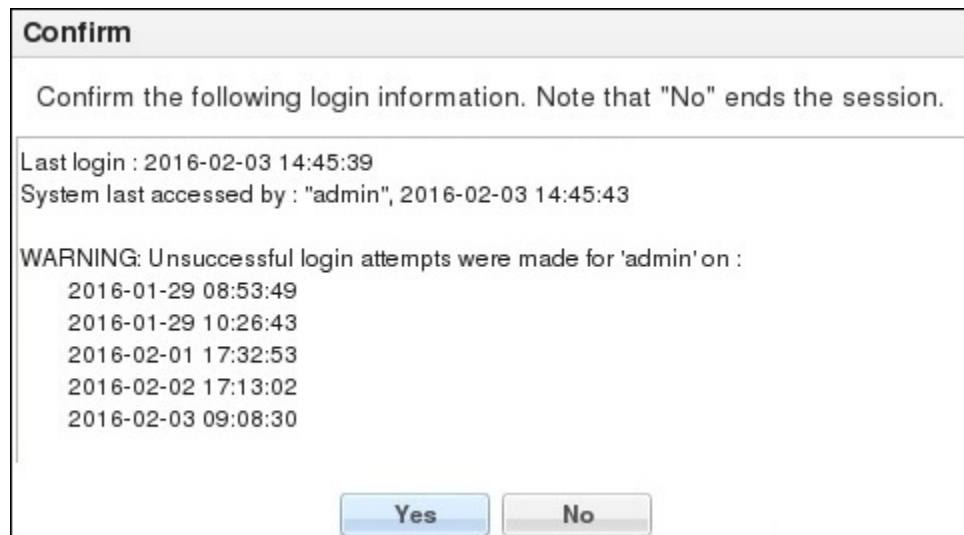 Confirm
Confirm the following login information. Note that "No" ends the session.
Last login : 2016-02-03 14:45:39
System last accessed by : "admin", 2016-02-03 14:45:43
WARNING: Unsuccessful login attempts were made for 'admin' on :
2016-01-29 08:53:49
2016-01-29 10:26:43
2016-02-01 17:32:53
2016-02-02 17:13:02
2016-02-03 09:08:30
Yes No